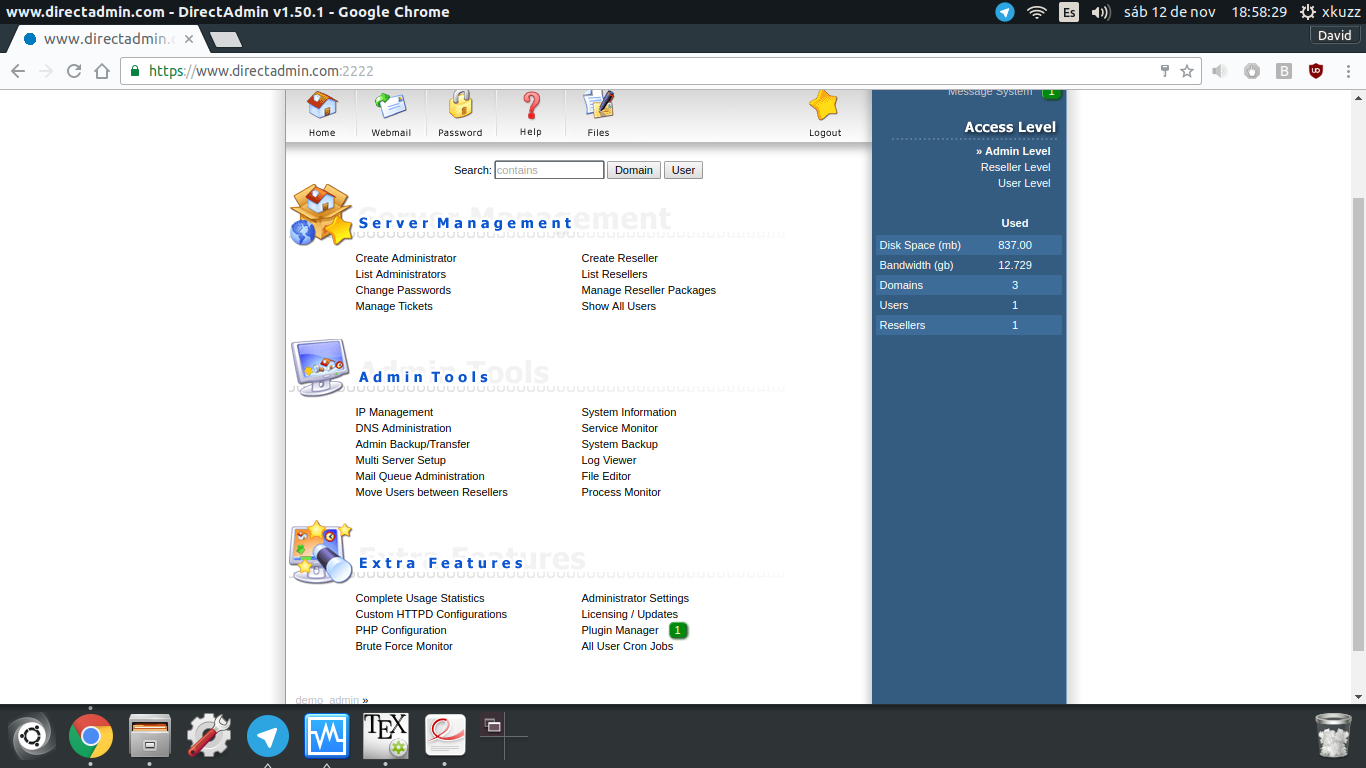 www.directadmin.com - DirectAdmin v1.50.1 - Google Chrome
Es
sáb 12 de nov
18:58:29
xkuzz
www.directadmin.c
David
https://www.directadmin.com:2222
B
Message System 1
Home
Webmail
Password
Help
Files
Logout
Access Level
» Admin Level
Reseller Level
User Level
Search: contains Domain User
Server Management
Create Administrator
Create Reseller
List Administrators
List Resellers
Change Passwords
Manage Reseller Packages
Manage Tickets
Show All Users
Used
Disk Space (mb) 837.00
Bandwidth (gb) 12.729
Domains 3
Users 1
Resellers 1
Admin Tools
IP Management
System Information
DNS Administration
Service Monitor
Admin Backup/Transfer
System Backup
Multi Server Setup
Log Viewer
Mail Queue Administration
File Editor
Move Users between Resellers
Process Monitor
Extra Features
Complete Usage Statistics
Administrator Settings
Custom HTTPD Configurations
Licensing / Updates
PHP Configuration
Plugin Manager 1
Brute Force Monitor
All User Cron Jobs
demo_admin »
TEX